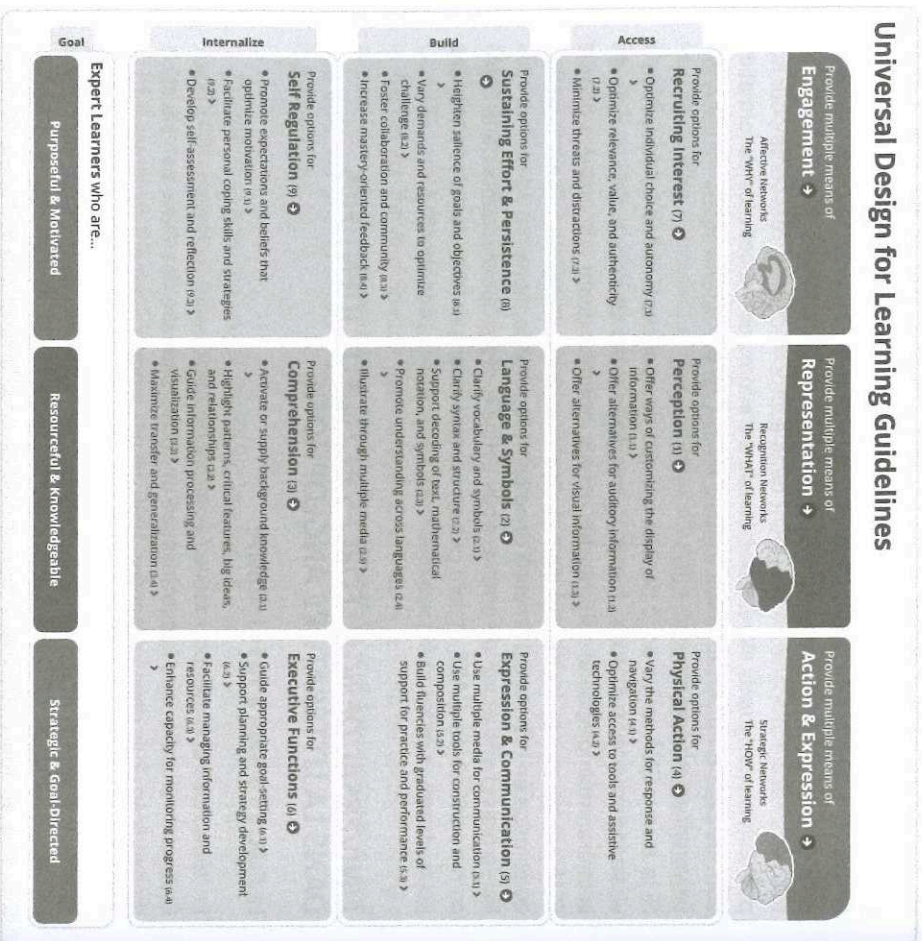 Universal Design for Learning Guidelines
Provide multiple means of
Engagement
Affective Networks
The "WHY" of learning
Provide multiple means of
Representation
Recognition Networks
The "WHAT" of learning
Provide multiple means of
Action & Expression
Strategic Networks
The "HOW" of learning
Access
Provide options for
Recruiting Interest (7)
• Optimize individual choice and autonomy (7.1) >
• Optimize relevance, value, and authenticity
(7.2) >
• Minimize threats and distractions (7.3) >
Provide options for
Perception (1)
• Offer ways of customizing the display of
information (1.1) >
• Offer alternatives for auditory information (1.2)
>
• Offer alternatives for visual information (1.3) >
Provide options for
Physical Action (4)
• Vary the methods for response and
navigation (4.1) >
• Optimize access to tools and assistive
technologies (4.2) >
Build
Provide options for
Sustaining Effort & Persistence (8)
• Heighten salience of goals and objectives (8.1)
>
• Vary demands and resources to optimize
challenge (8.2) >
• Foster collaboration and community (8.3) >
• Increase mastery-oriented feedback (8.4) >
Provide options for
Language & Symbols (2)
• Clarify vocabulary and symbols (2.1) >
• Clarify syntax and structure (2.2) >
• Support decoding of text, mathematical
notation, and symbols (2.3) >
• Promote understanding across languages (2.4)
>
• Illustrate through multiple media (2.5) >
Provide options for
Expression & Communication (5)
• Use multiple media for communication (5.1) >
• Use multiple tools for construction and
composition (5.2) >
• Build fluencies with graduated levels of
support for practice and performance (5.3) >
Internalize
Provide options for
Self Regulation (9)
• Promote expectations and beliefs that
optimize motivation (9.1) >
• Facilitate personal coping skills and strategies
(9.2) >
• Develop self-assessment and reflection (9.3) >
Provide options for
Comprehension (3)
• Activate or supply background knowledge (3.1)
>
• Highlight patterns, critical features, big ideas,
and relationships (3.2) >
• Guide information processing and
visualization (3.3) >
• Maximize transfer and generalization (3.4) >
Provide options for
Executive Functions (6)
• Guide appropriate goal-setting (6.1) >
• Support planning and strategy development
(6.2) >
• Facilitate managing information and
resources (6.3) >
• Enhance capacity for monitoring progress (6.4)
>
Goal
Expert Learners who are...
Purposeful & Motivated
Resourceful & Knowledgeable
Strategic & Goal-Directed